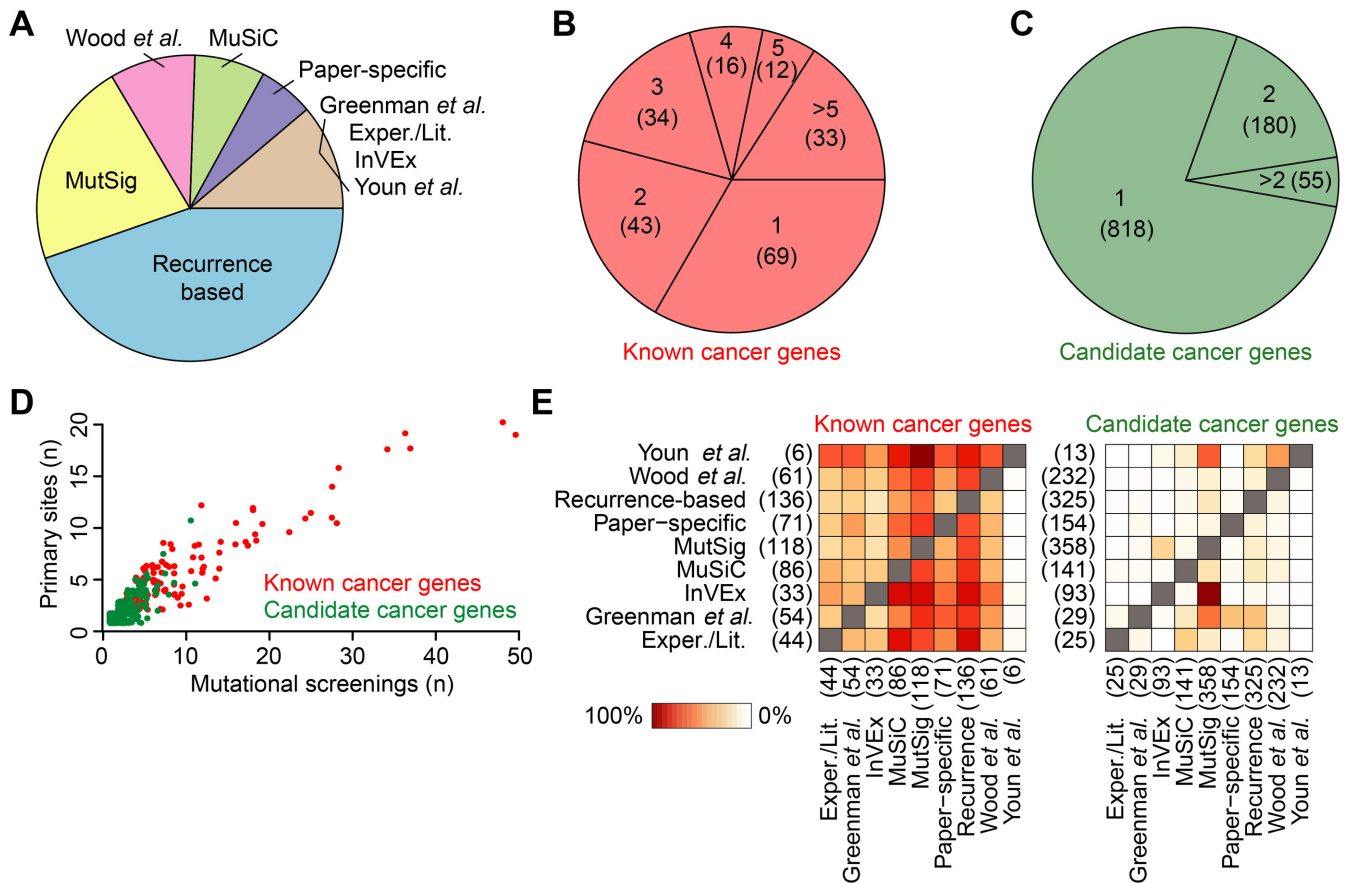 A
Wood et al.
MuSiC
Paper-specific
Greenman et al.
Exper./Lit.
InVEx
Youn et al.
MutSig
Recurrence
based
B
4
(16)
5
(12)
3
(34)
>5
(33)
2
(43)
1
(69)
Known cancer genes
C
2
(180)
>2 (55)
1
(818)
Candidate cancer genes
D
Primary sites (n)
20
15
10
5
0
Known cancer genes
Candidate cancer genes
0 10 20 30 40 50
Mutational screenings (n)
E
Known cancer genes
Youn et al. (6)
Wood et al. (61)
Recurrence-based (136)
Paper−specific (71)
MutSig (118)
MuSiC (86)
InVEx (33)
Greenman et al. (54)
Exper./Lit. (44)
Exper./Lit. (44)
Greenman et al. (54)
InVEx (33)
MuSiC (86)
MutSig (118)
Paper−specific (71)
Recurrence (136)
Wood et al. (61)
Youn et al. (6)
100% 0%
Candidate cancer genes
(13)
(232)
(325)
(154)
(358)
(141)
(93)
(29)
(25)
Exper./Lit. (25)
Greenman et al. (29)
InVEx (93)
MuSiC (141)
MutSig (358)
Paper−specific (154)
Recurrence (325)
Wood et al. (232)
Youn et al. (13)